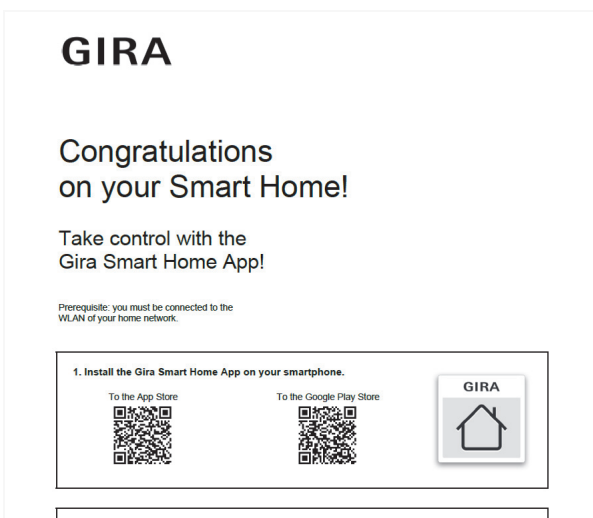 GIRA
Congratulations
on your Smart Home!
Take control with the
Gira Smart Home App!
Prerequisite: you must be connected to the
WLAN of your home network.
1. Install the Gira Smart Home App on your smartphone.
To the App Store
To the Google Play Store
GIRA